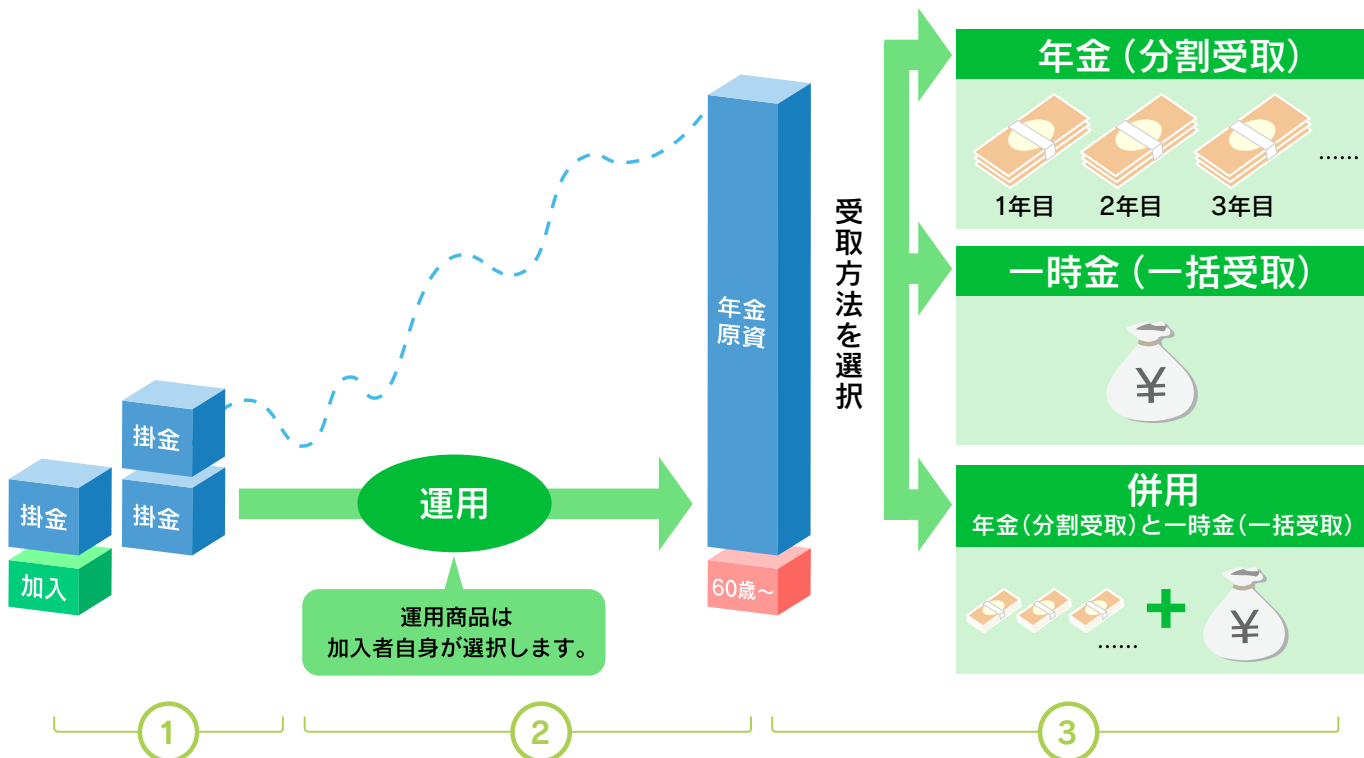 掛金
加入
掛金
掛金
運用
運用商品は
加入者自身が選択します。
年金
原資
60歳～
受取方法を選択
年金（分割受取）
1年目
2年目
3年目
……
一時金（一括受取）
¥
併用
年金（分割受取）と一時金（一括受取）
……
+
¥
1
2
3